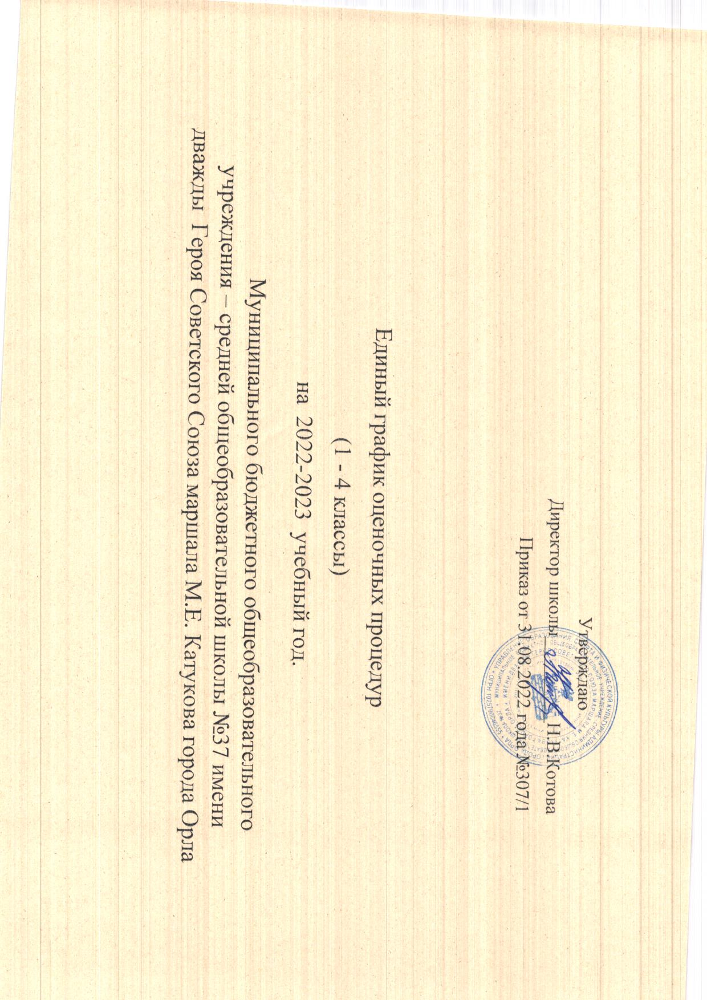 Утверждаю
Директор школы Н.В.Котова
Приказ от 31.08.2022 года №307/1
Единый график оценочных процедур
(1 - 4 классы)
на 2022-2023 учебный год.
Муниципального бюджетного общеобразовательного
учреждения – средней общеобразовательной школы №37 имени
дважды Героя Советского Союза маршала М.Е. Катукова города Орла